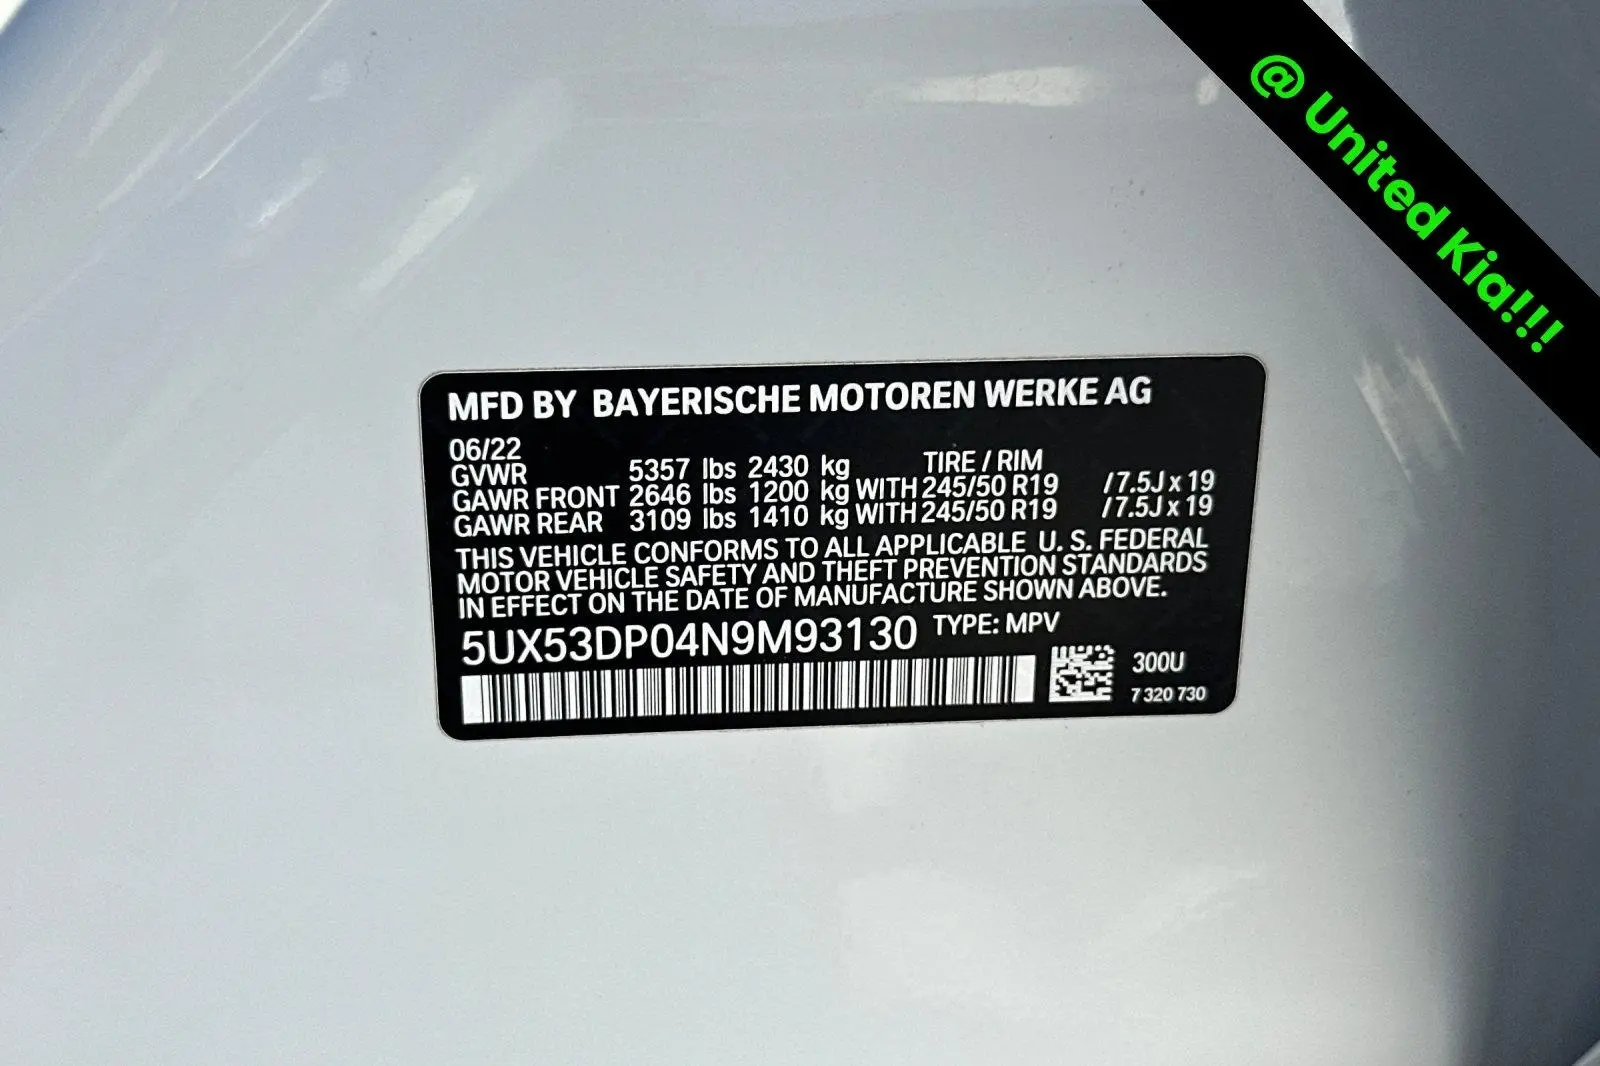 @ United Kia!!!
MFD BY BAYERISCHE MOTOREN WERKE AG
06/22
GVWR 5357 lbs 2430 kg TIRE / RIM
GAWR FRONT 2646 lbs 1200 kg WITH 245/50 R19 / 7.5J x 19
GAWR REAR 3109 lbs 1410 kg WITH 245/50 R19 / 7.5J x 19
THIS VEHICLE CONFORMS TO ALL APPLICABLE U. S. FEDERAL
MOTOR VEHICLE SAFETY AND THEFT PREVENTION STANDARDS
IN EFFECT ON THE DATE OF MANUFACTURE SHOWN ABOVE.
5UX53DP04N9M93130 TYPE: MPV
300U
7 320 730